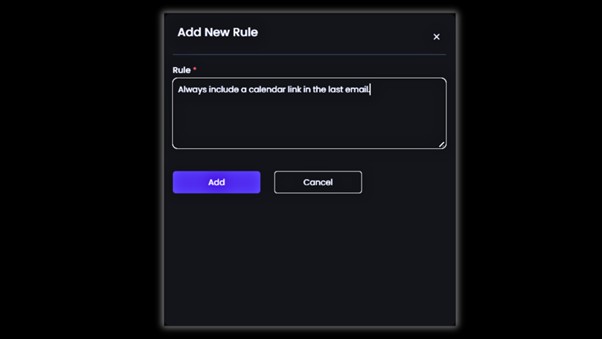 Add New Rule
×
Rule *
Always include a calendar link in the last email.
Add
Cancel